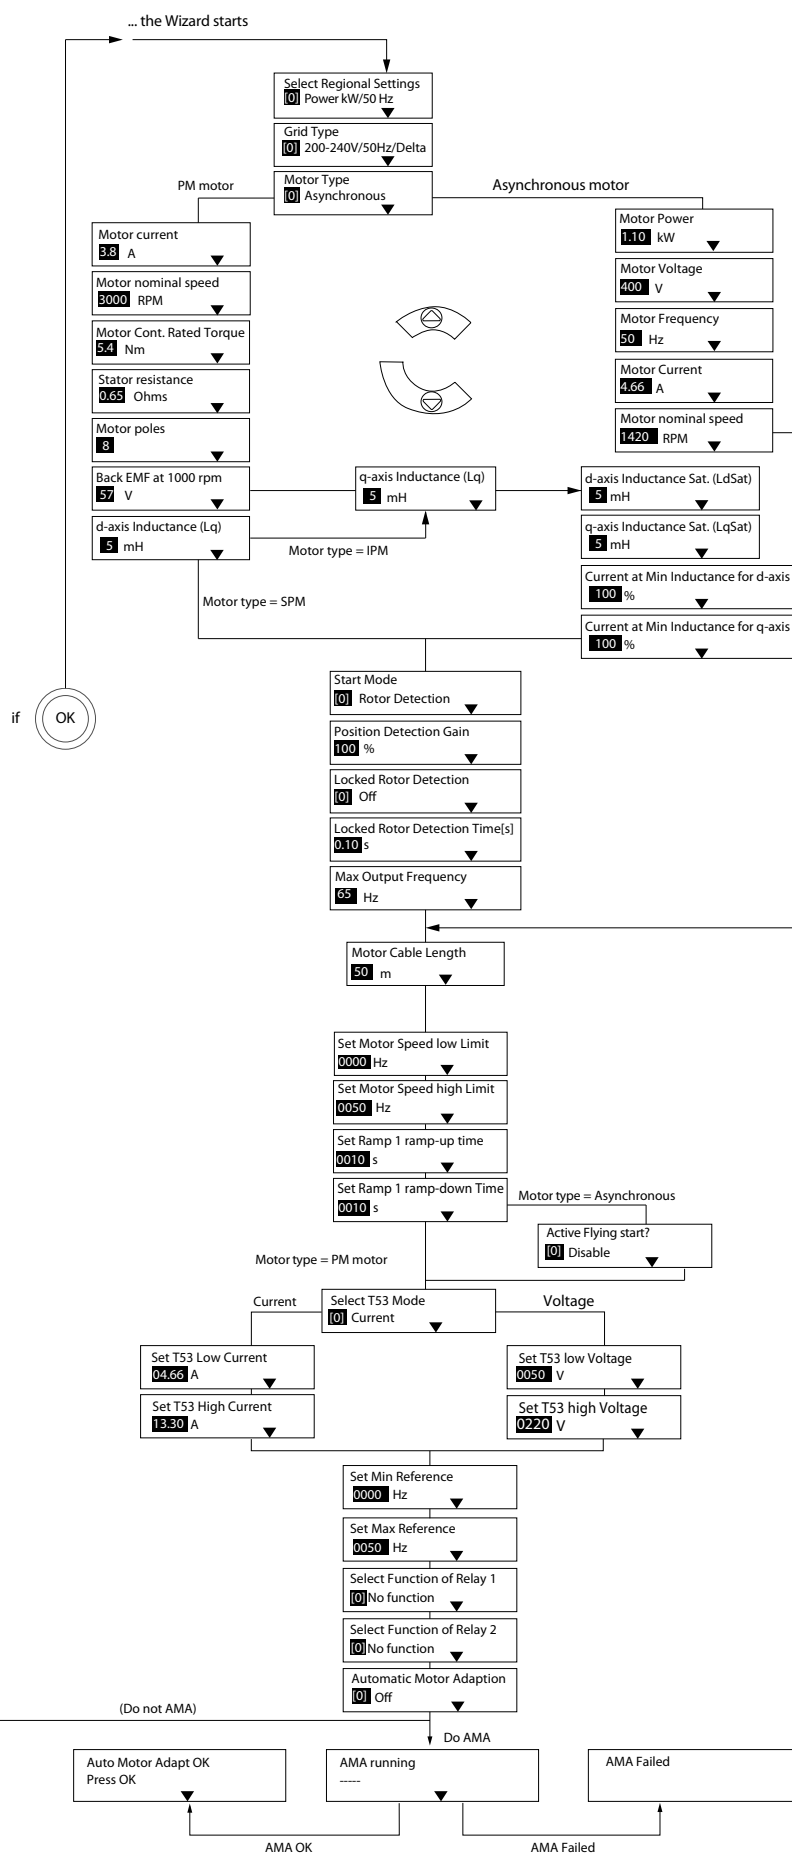 ... the Wizard starts
Select Regional Settings
[0] Power kW/50 Hz
Grid Type
[0] 200-240V/50Hz/Delta
Motor Type
[0] Asynchronous
PM motor
Asynchronous motor
Motor current
3.8 A
Motor nominal speed
3000 RPM
Motor Cont. Rated Torque
5.4 Nm
Stator resistance
0.65 Ohms
Motor poles
8
Back EMF at 1000 rpm
57 V
d-axis Inductance (Lq)
5 mH
Motor Power
1.10 kW
Motor Voltage
400 V
Motor Frequency
50 Hz
Motor Current
4.66 A
Motor nominal speed
1420 RPM
q-axis Inductance (Lq)
5 mH
Motor type = IPM
d-axis Inductance Sat. (LdSat)
5 mH
q-axis Inductance Sat. (LqSat)
5 mH
Current at Min Inductance for d-axis
100 %
Current at Min Inductance for q-axis
100 %
Motor type = SPM
if
OK
Start Mode
[0] Rotor Detection
Position Detection Gain
100 %
Locked Rotor Detection
[0] Off
Locked Rotor Detection Time[s]
0.10 s
Max Output Frequency
65 Hz
Motor Cable Length
50 m
Set Motor Speed low Limit
0000 Hz
Set Motor Speed high Limit
0050 Hz
Set Ramp 1 ramp-up time
0010 s
Set Ramp 1 ramp-down Time
0010 s
Motor type = Asynchronous
Active Flying start?
[0] Disable
Motor type = PM motor
Select T53 Mode
[0] Current
Current
Voltage
Set T53 Low Current
04.66 A
Set T53 High Current
13.30 A
Set T53 low Voltage
0050 V
Set T53 high Voltage
0220 V
Set Min Reference
0000 Hz
Set Max Reference
0050 Hz
Select Function of Relay 1
[0] No function
Select Function of Relay 2
[0] No function
Automatic Motor Adaption
[0] Off
(Do not AMA)
Do AMA
Auto Motor Adapt OK
Press OK
AMA running
-----
AMA Failed
AMA OK
AMA Failed